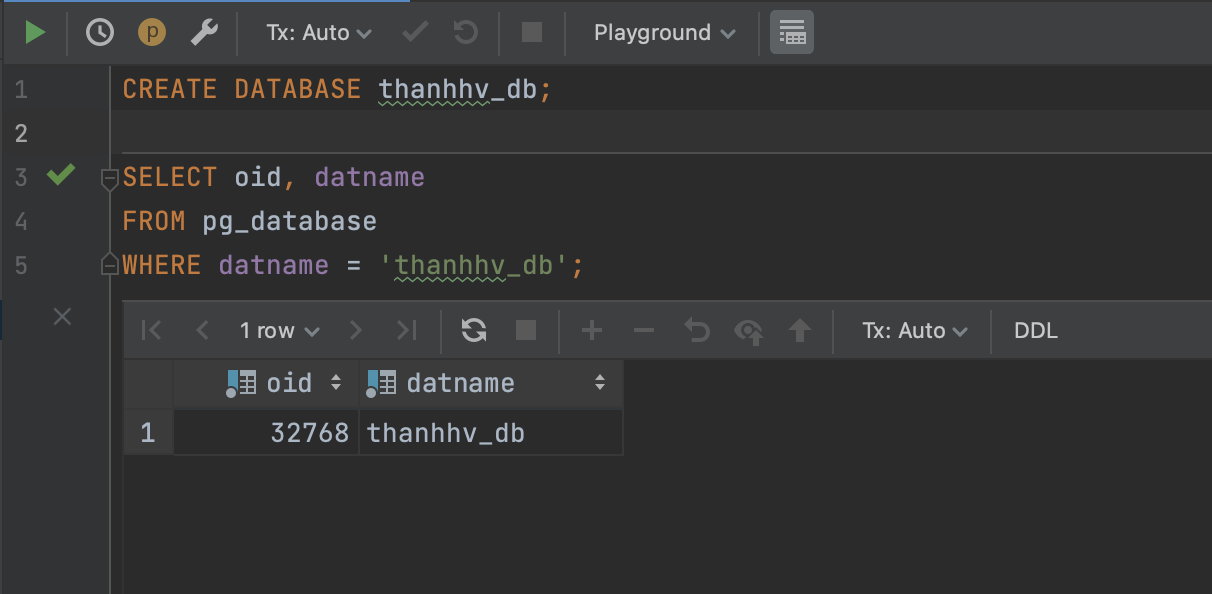 p Tx: Auto Playground
1 CREATE DATABASE thanhhv_db;
2
3 SELECT oid, datname
4 FROM pg_database
5 WHERE datname = 'thanhhv_db';
1 row Tx: Auto DDL
oid datname
1 32768 thanhhv_db